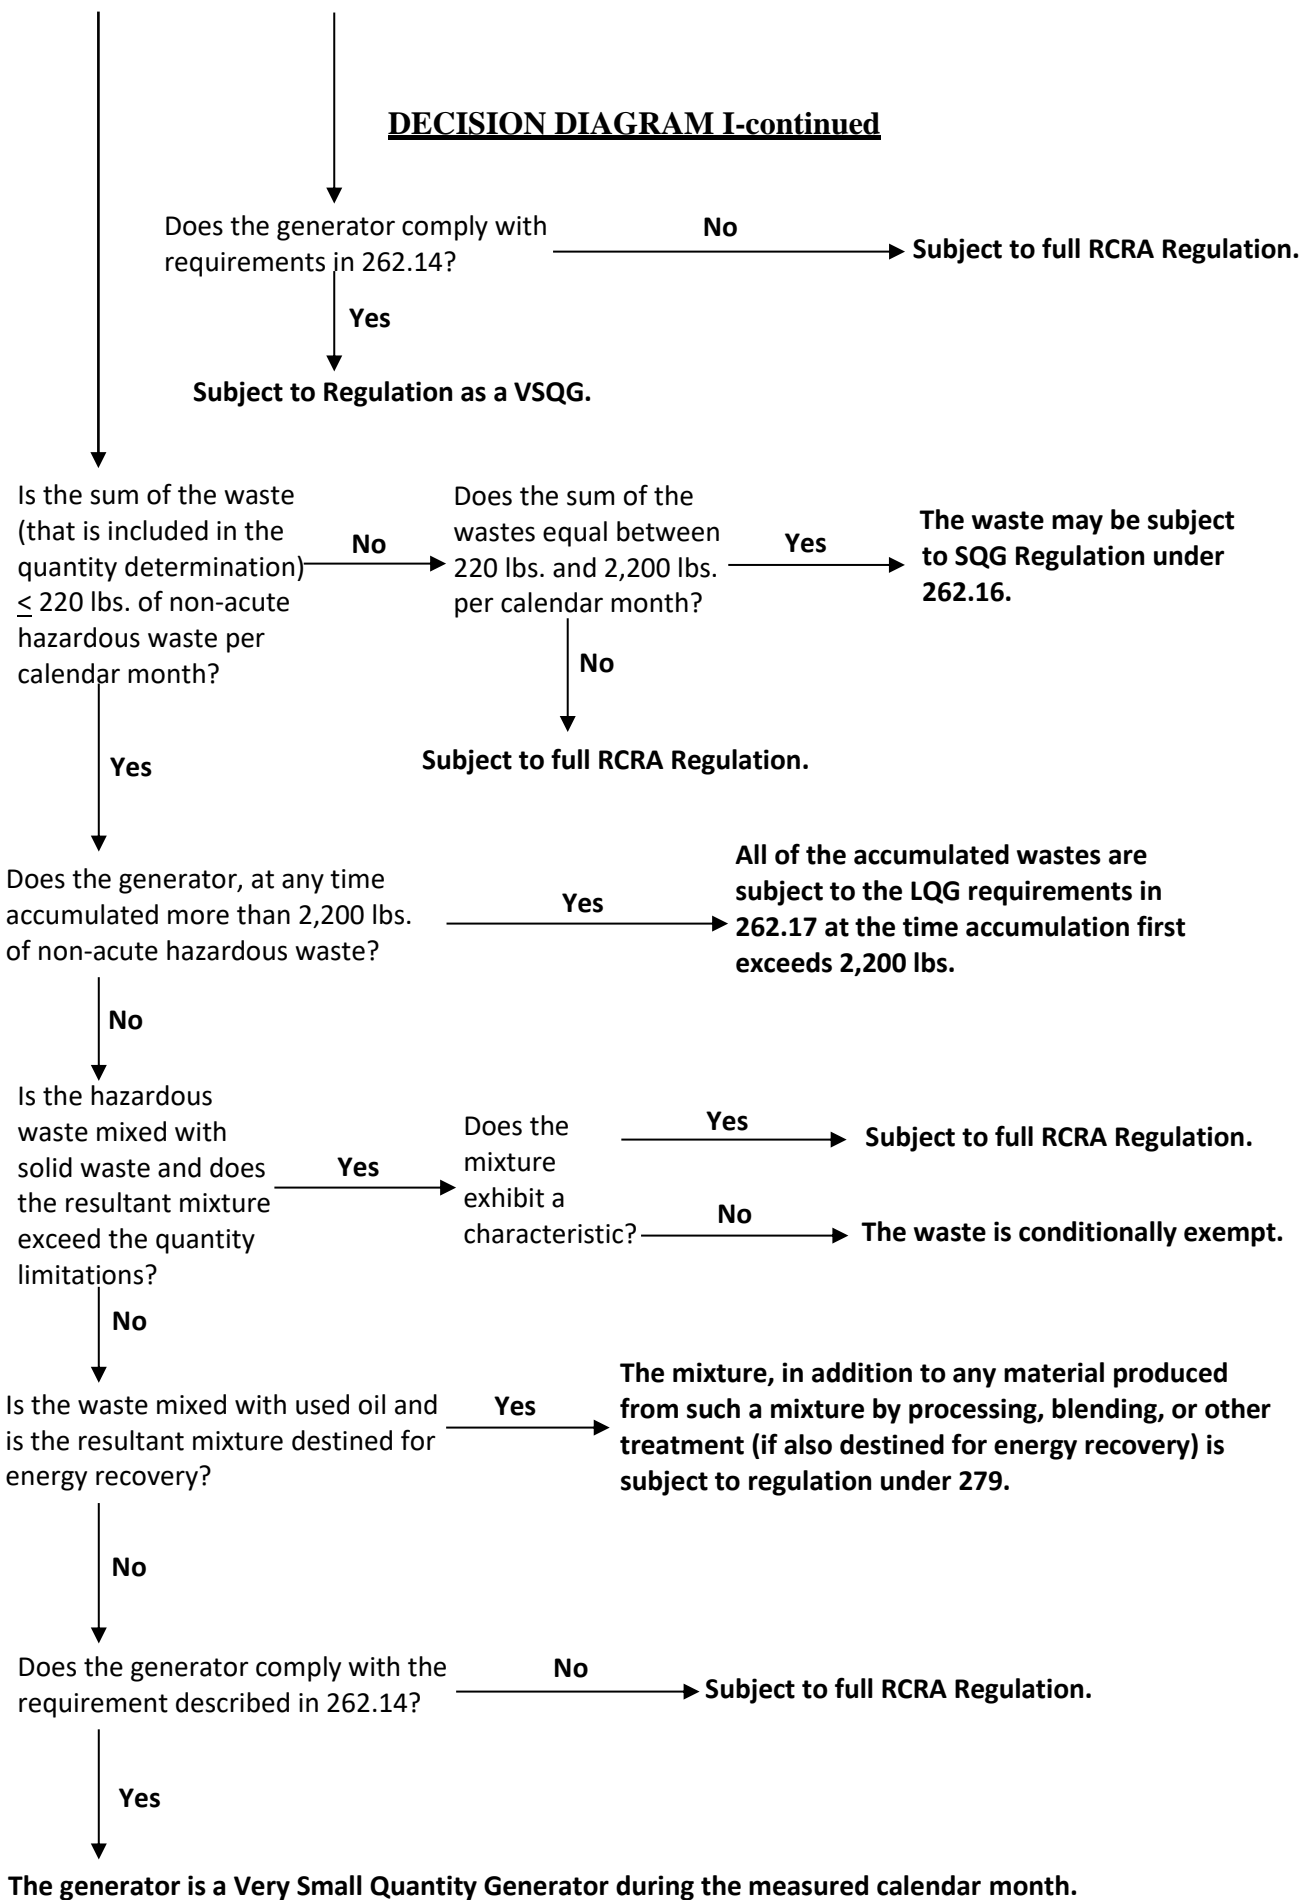 DECISION DIAGRAM I-continued
Does the generator comply with
requirements in 262.14?
No
Subject to full RCRA Regulation.
Yes
Subject to Regulation as a VSQG.
Is the sum of the waste
(that is included in the
quantity determination)
≤ 220 lbs. of non-acute
hazardous waste per
calendar month?
No
Does the sum of the
wastes equal between
220 lbs. and 2,200 lbs.
per calendar month?
Yes
The waste may be subject
to SQG Regulation under
262.16.
No
Subject to full RCRA Regulation.
Yes
Does the generator, at any time
accumulated more than 2,200 lbs.
of non-acute hazardous waste?
Yes
All of the accumulated wastes are
subject to the LQG requirements in
262.17 at the time accumulation first
exceeds 2,200 lbs.
No
Is the hazardous
waste mixed with
solid waste and does
the resultant mixture
exceed the quantity
limitations?
Yes
Does the
mixture
exhibit a
characteristic?
Yes
Subject to full RCRA Regulation.
No
The waste is conditionally exempt.
No
Is the waste mixed with used oil and
is the resultant mixture destined for
energy recovery?
Yes
The mixture, in addition to any material produced
from such a mixture by processing, blending, or other
treatment (if also destined for energy recovery) is
subject to regulation under 279.
No
Does the generator comply with the
requirement described in 262.14?
No
Subject to full RCRA Regulation.
Yes
The generator is a Very Small Quantity Generator during the measured calendar month.